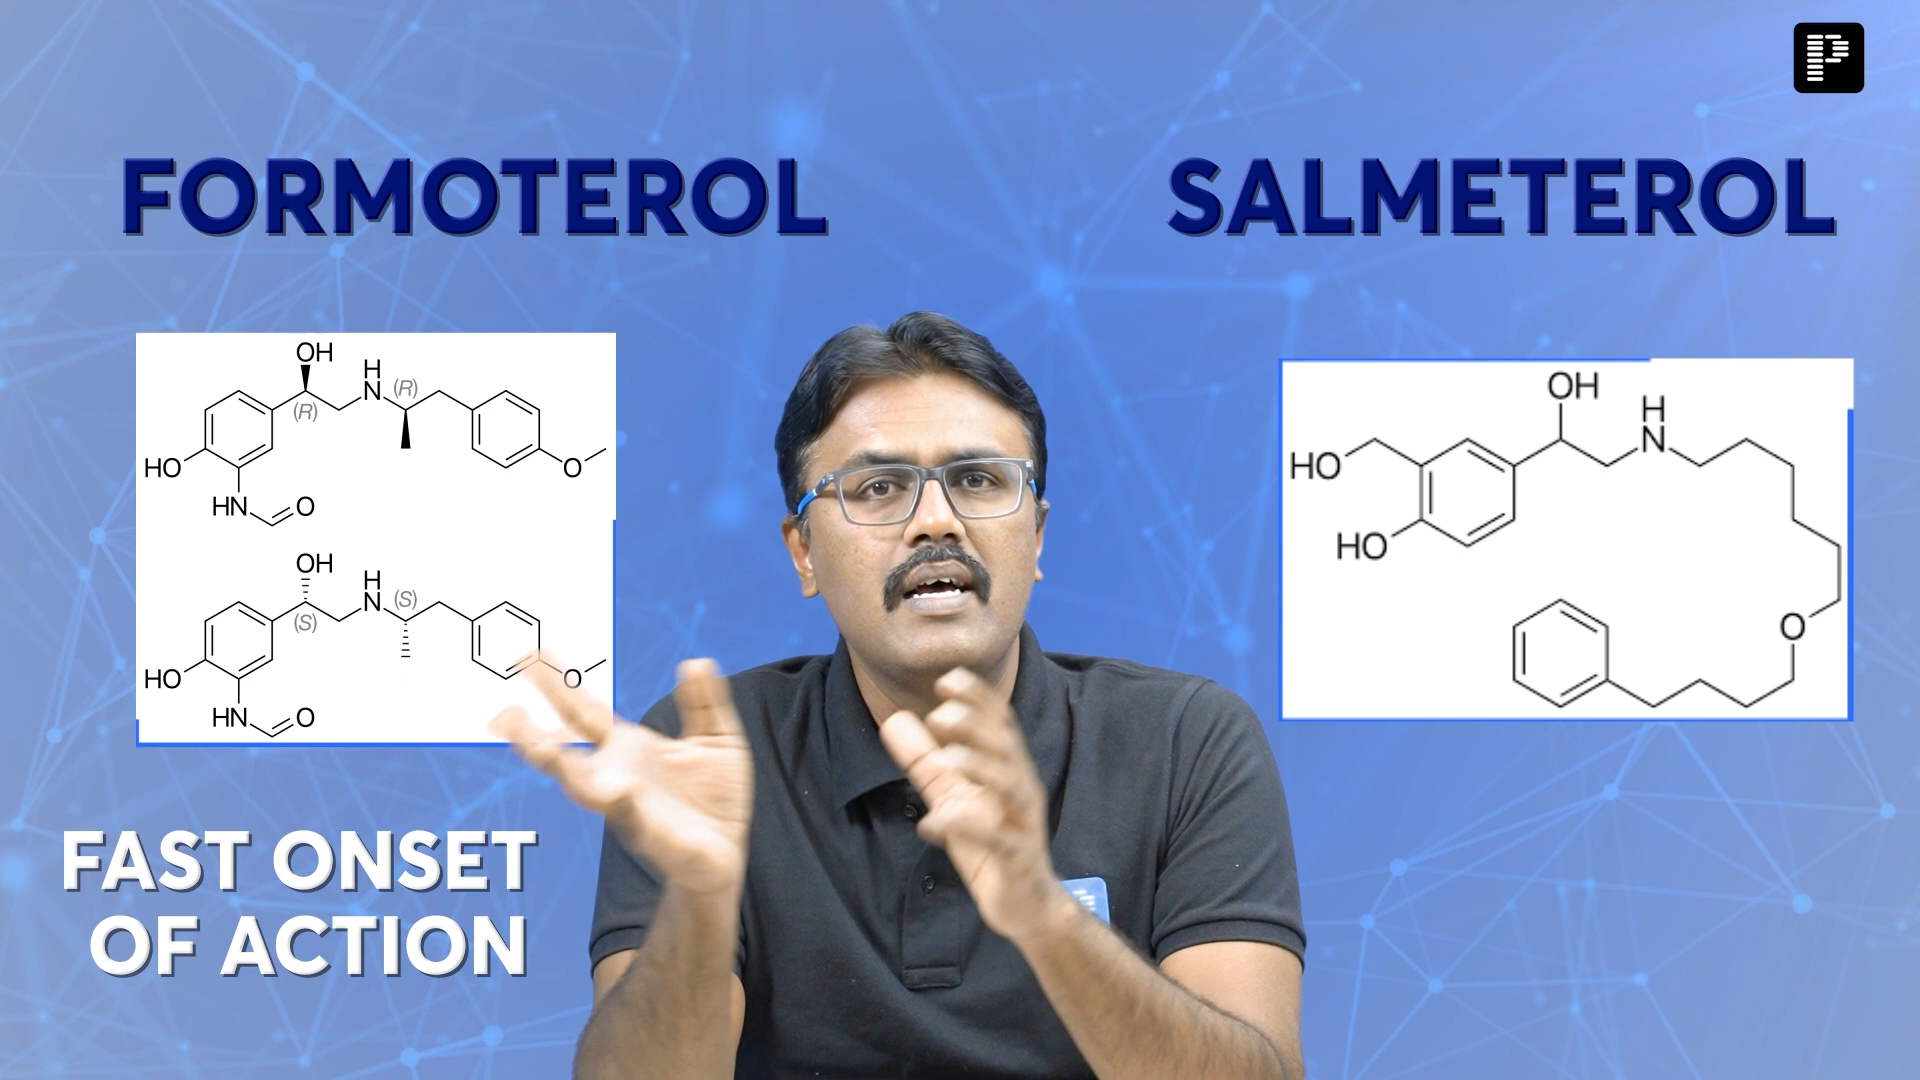 P
FORMOTEROL
SALMETEROL
OH
H
N
(R)
(R)
HO
O
HN
O
OH
H
N
(S)
(S)
HO
O
HN
O
OH
H
N
HO
HO
O
FAST ONSET
OF ACTION